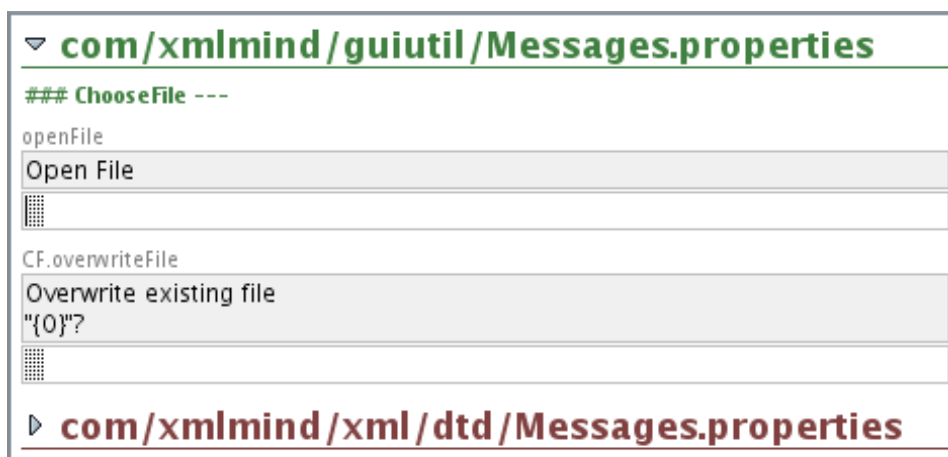 com/xmlmind/guiutil/Messages.properties
### ChooseFile ---
openFile
Open File
CF.overwriteFile
Overwrite existing file
"{0}"?
com/xmlmind/xml/dtd/Messages.properties